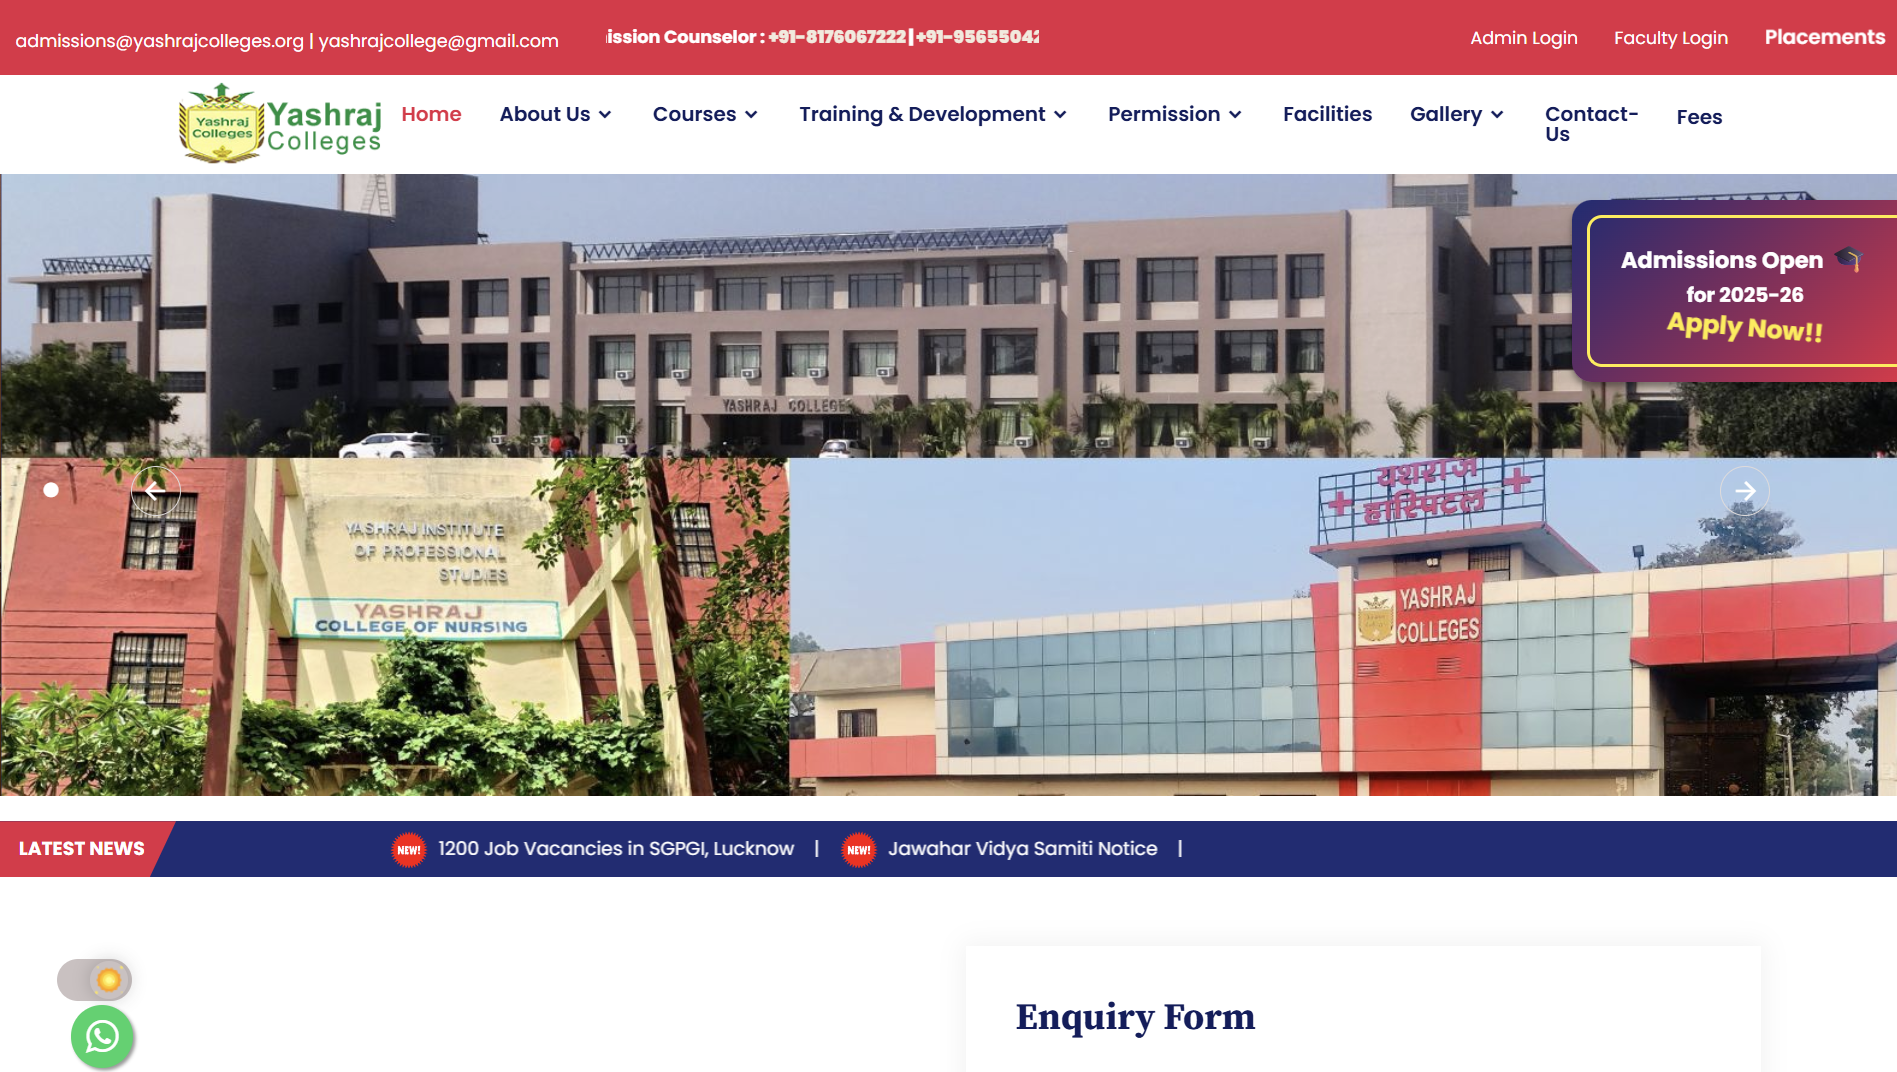 admissions@yashrajcolleges.org | yashrajcollege@gmail.com
ission Counselor : +91-8176067222 | +91-9565504
Admin Login
Faculty Login
Placements
Yashraj
Colleges
Yashraj
Colleges
Home
About Us
Courses
Training & Development
Permission
Facilities
Gallery
Contact-
Us
Fees
Admissions Open
for 2025-26
Apply Now!!
YASHRAJ COLLEGES
YASHRAJ INSTITUTE
OF PROFESSIONAL
STUDIES
YASHRAJ
COLLEGE OF NURSING
यशराज
हास्पिटल
YASHRAJ
COLLEGES
LATEST NEWS
NEW! 1200 Job Vacancies in SGPGI, Lucknow |
NEW! Jawahar Vidya Samiti Notice |
Enquiry Form